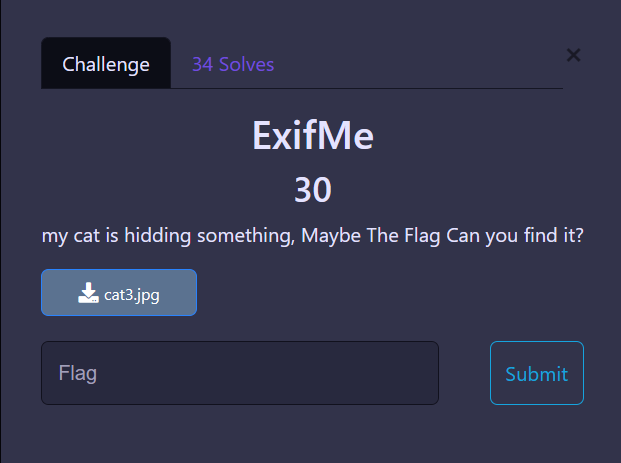 Challenge 34 Solves ×
ExifMe
30
my cat is hidding something, Maybe The Flag Can you find it?
cat3.jpg
Flag Submit